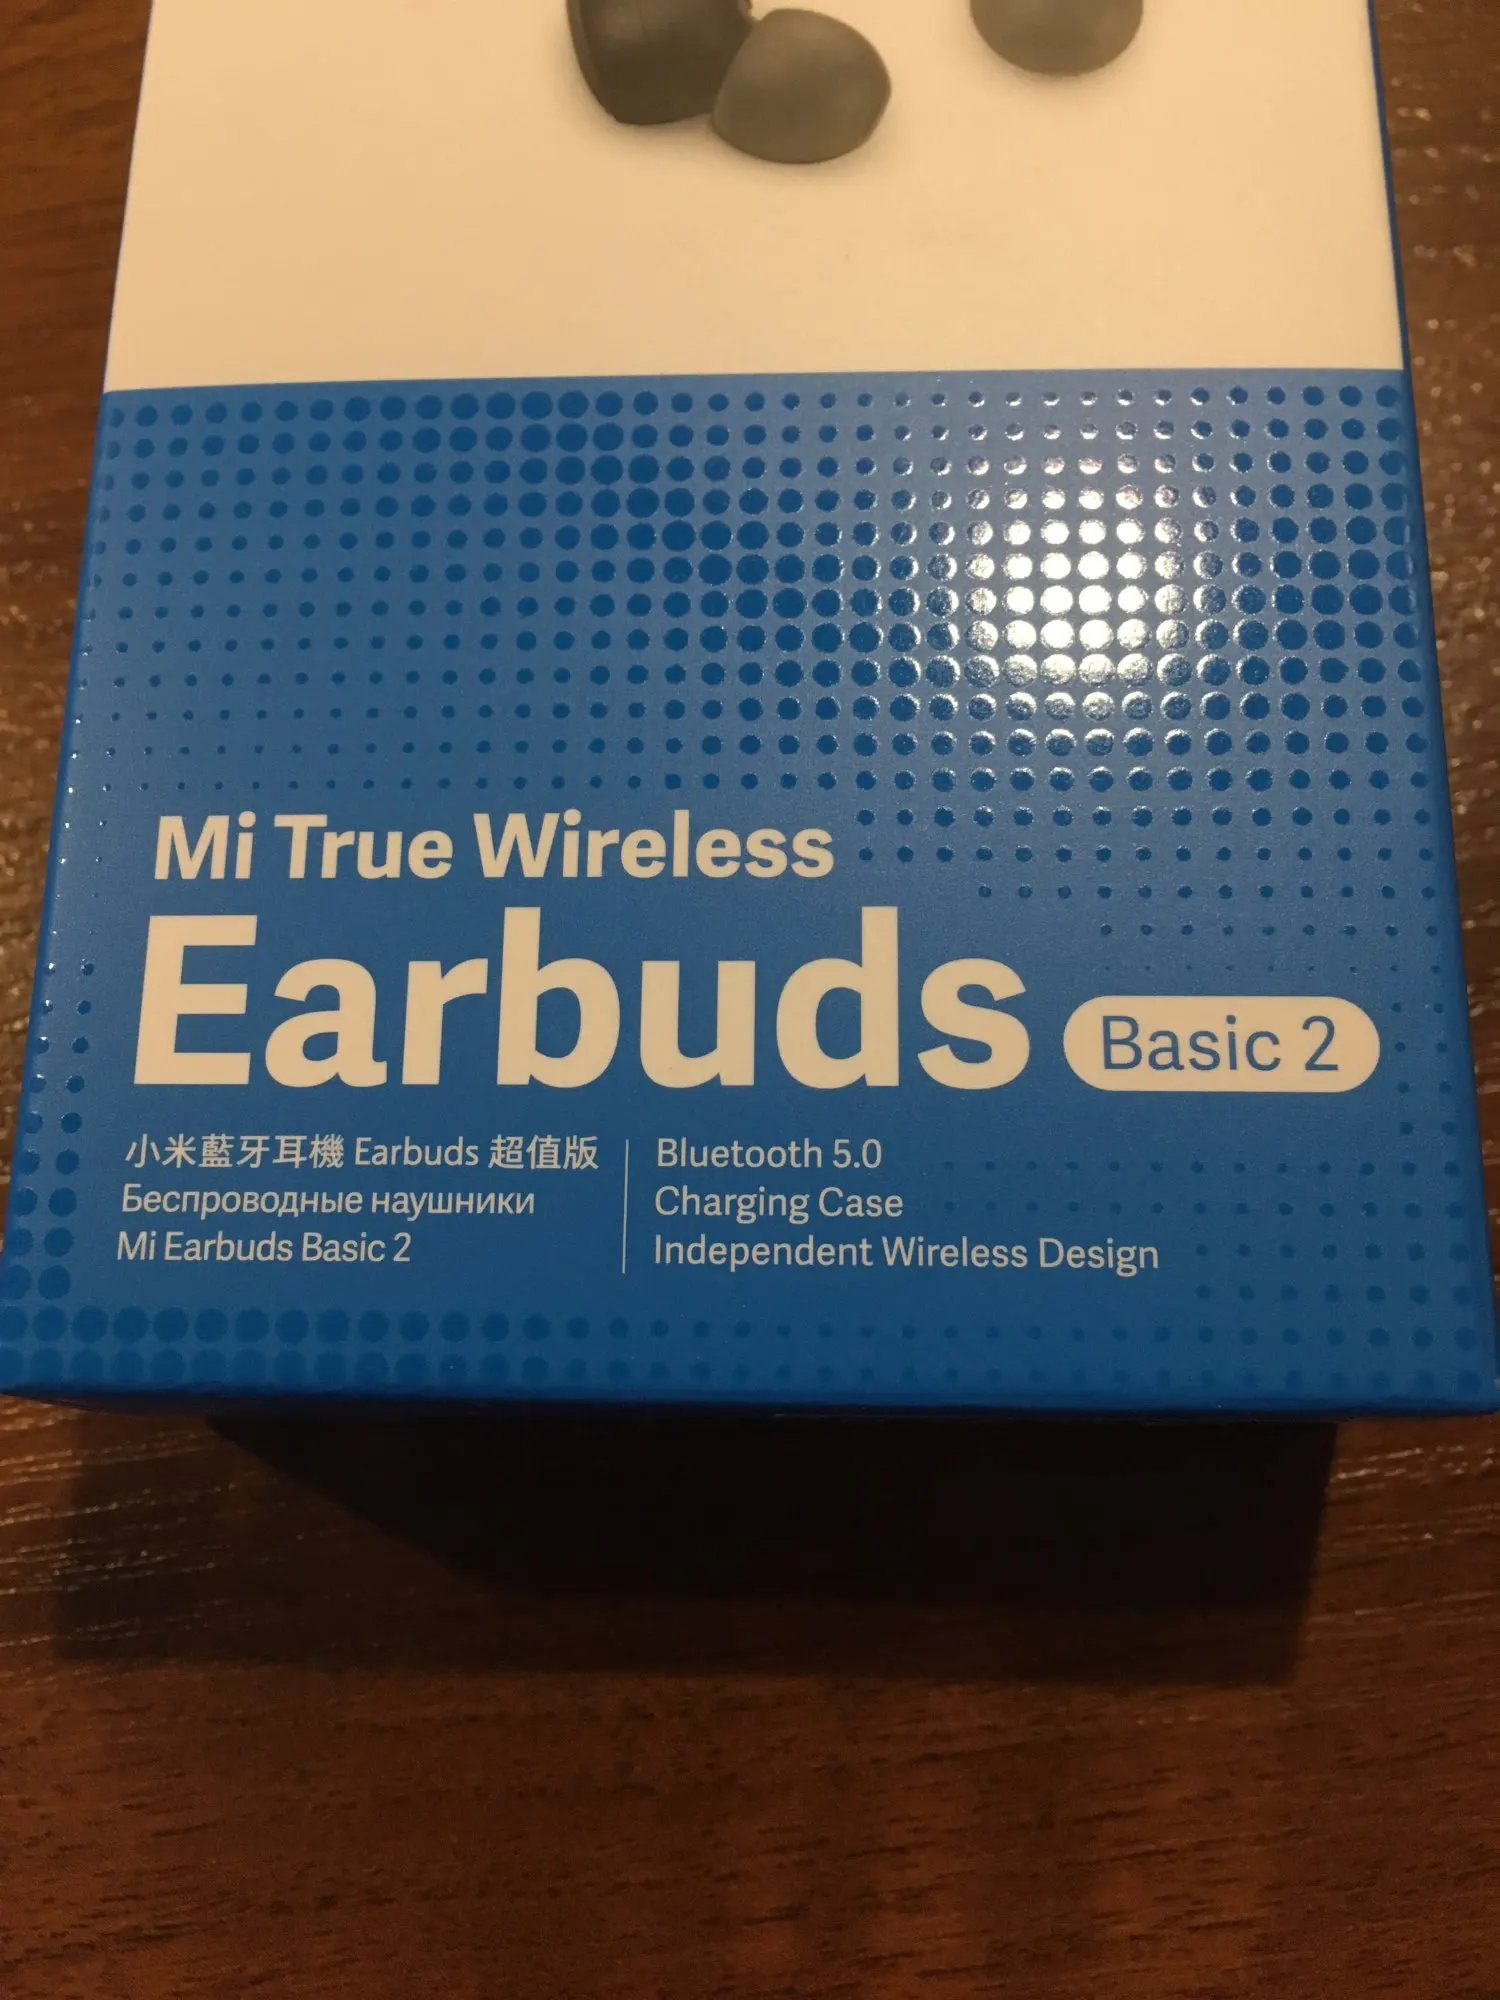 Mi True Wireless
Earbuds Basic 2
小米藍牙耳機 Earbuds 超值版
Беспроводные наушники
Mi Earbuds Basic 2
Bluetooth 5.0
Charging Case
Independent Wireless Design